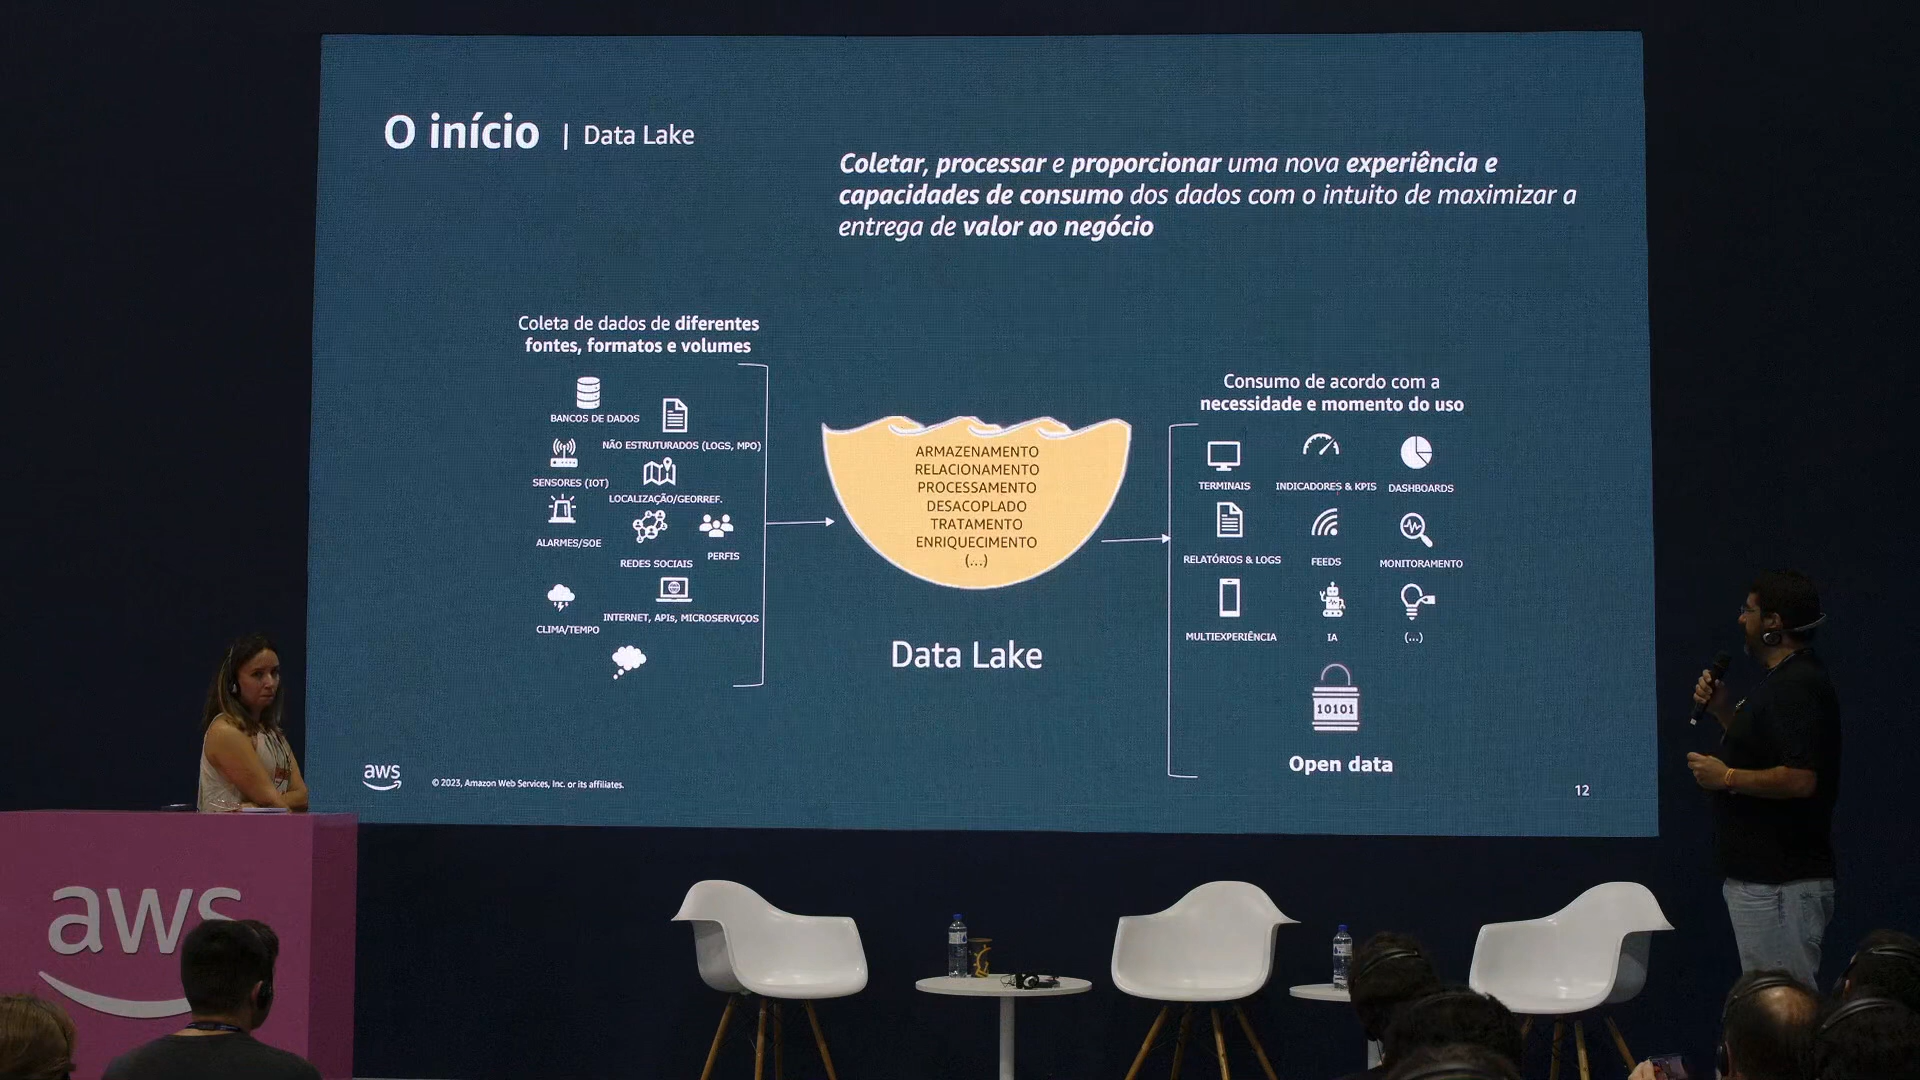 O início | Data Lake
Coletar, processar e proporcionar uma nova experiência e
capacidades de consumo dos dados com o intuito de maximizar a
entrega de valor ao negócio
Coleta de dados de diferentes
fontes, formatos e volumes
BANCOS DE DADOS
NÃO ESTRUTURADOS (LOGS, MPO)
SENSORES (IOT)
LOCALIZAÇÃO/GEORREF.
ALARMES/SOE
REDES SOCIAIS
PERFIS
CLIMA/TEMPO
INTERNET, APIs, MICROSERVIÇOS
ARMAZENAMENTO
RELACIONAMENTO
PROCESSAMENTO
DESACOPLADO
TRATAMENTO
ENRIQUECIMENTO
(...)
Data Lake
Consumo de acordo com a
necessidade e momento do uso
TERMINAIS
INDICADORES & KPIS
DASHBOARDS
RELATÓRIOS & LOGS
FEEDS
MONITORAMENTO
MULTIEXPERIÊNCIA
IA
(...)
10101
Open data
aws
© 2023, Amazon Web Services, Inc. or its affiliates.
12
aws